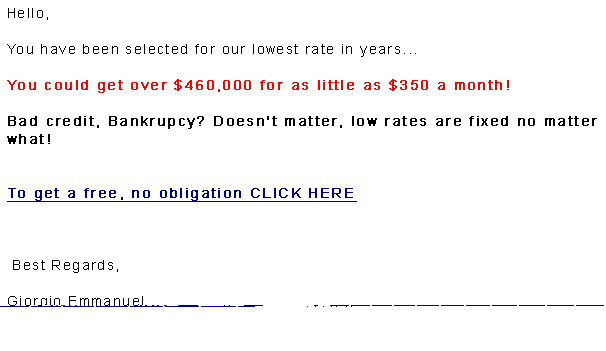 Hello,
You have been selected for our lowest rate in years...
You could get over $460,000 for as little as $350 a month!
Bad credit, Bankrupcy? Doesn't matter, low rates are fixed no matter
what!
To get a free, no obligation CLICK HERE
Best Regards,
Giorgio Emmanuel